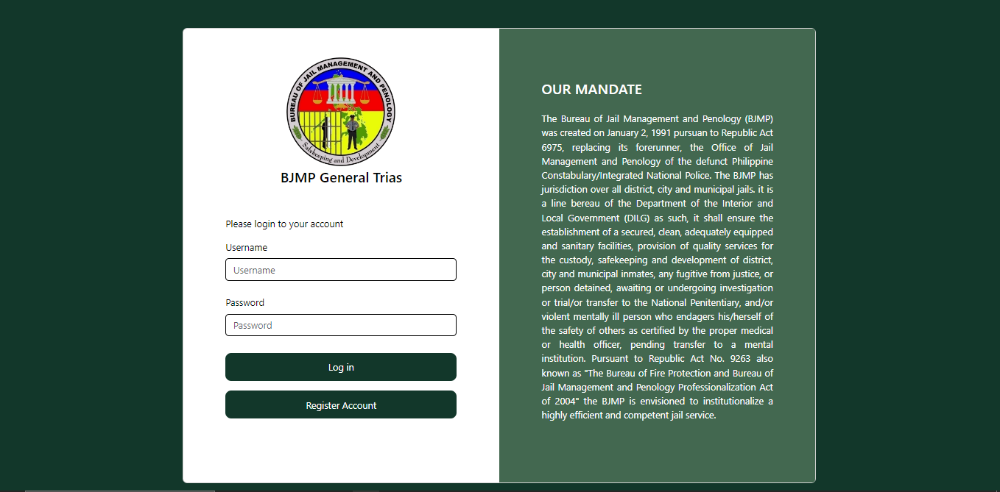 BUREAU OF JAIL MANAGEMENT AND PENOLOGY
Safekeeping and Development
BJMP General Trias
Please login to your account
Username
Username
Password
Password
Log in
Register Account
OUR MANDATE
The Bureau of Jail Management and Penology (BJMP)
was created on January 2, 1991 pursuan to Republic Act
6975, replacing its forerunner, the Office of Jail
Management and Penology of the defunct Philippine
Constabulary/Integrated National Police. The BJMP has
jurisdiction over all district, city and municipal jails. it is
a line bereau of the Department of the Interior and
Local Government (DILG) as such, it shall ensure the
establishment of a secured, clean, adequately equipped
and sanitary facilities, provision of quality services for
the custody, safekeeping and development of district,
city and municipal inmates, any fugitive from justice, or
person detained, awaiting or undergoing investigation
or trial/or transfer to the National Penitentiary, and/or
violent mentally ill person who endagers his/herself of
the safety of others as certified by the proper medical
or health officer, pending transfer to a mental
institution. Pursuant to Republic Act No. 9263 also
known as "The Bureau of Fire Protection and Bureau of
Jail Management and Penology Professionalization Act
of 2004" the BJMP is envisioned to institutionalize a
highly efficient and competent jail service.